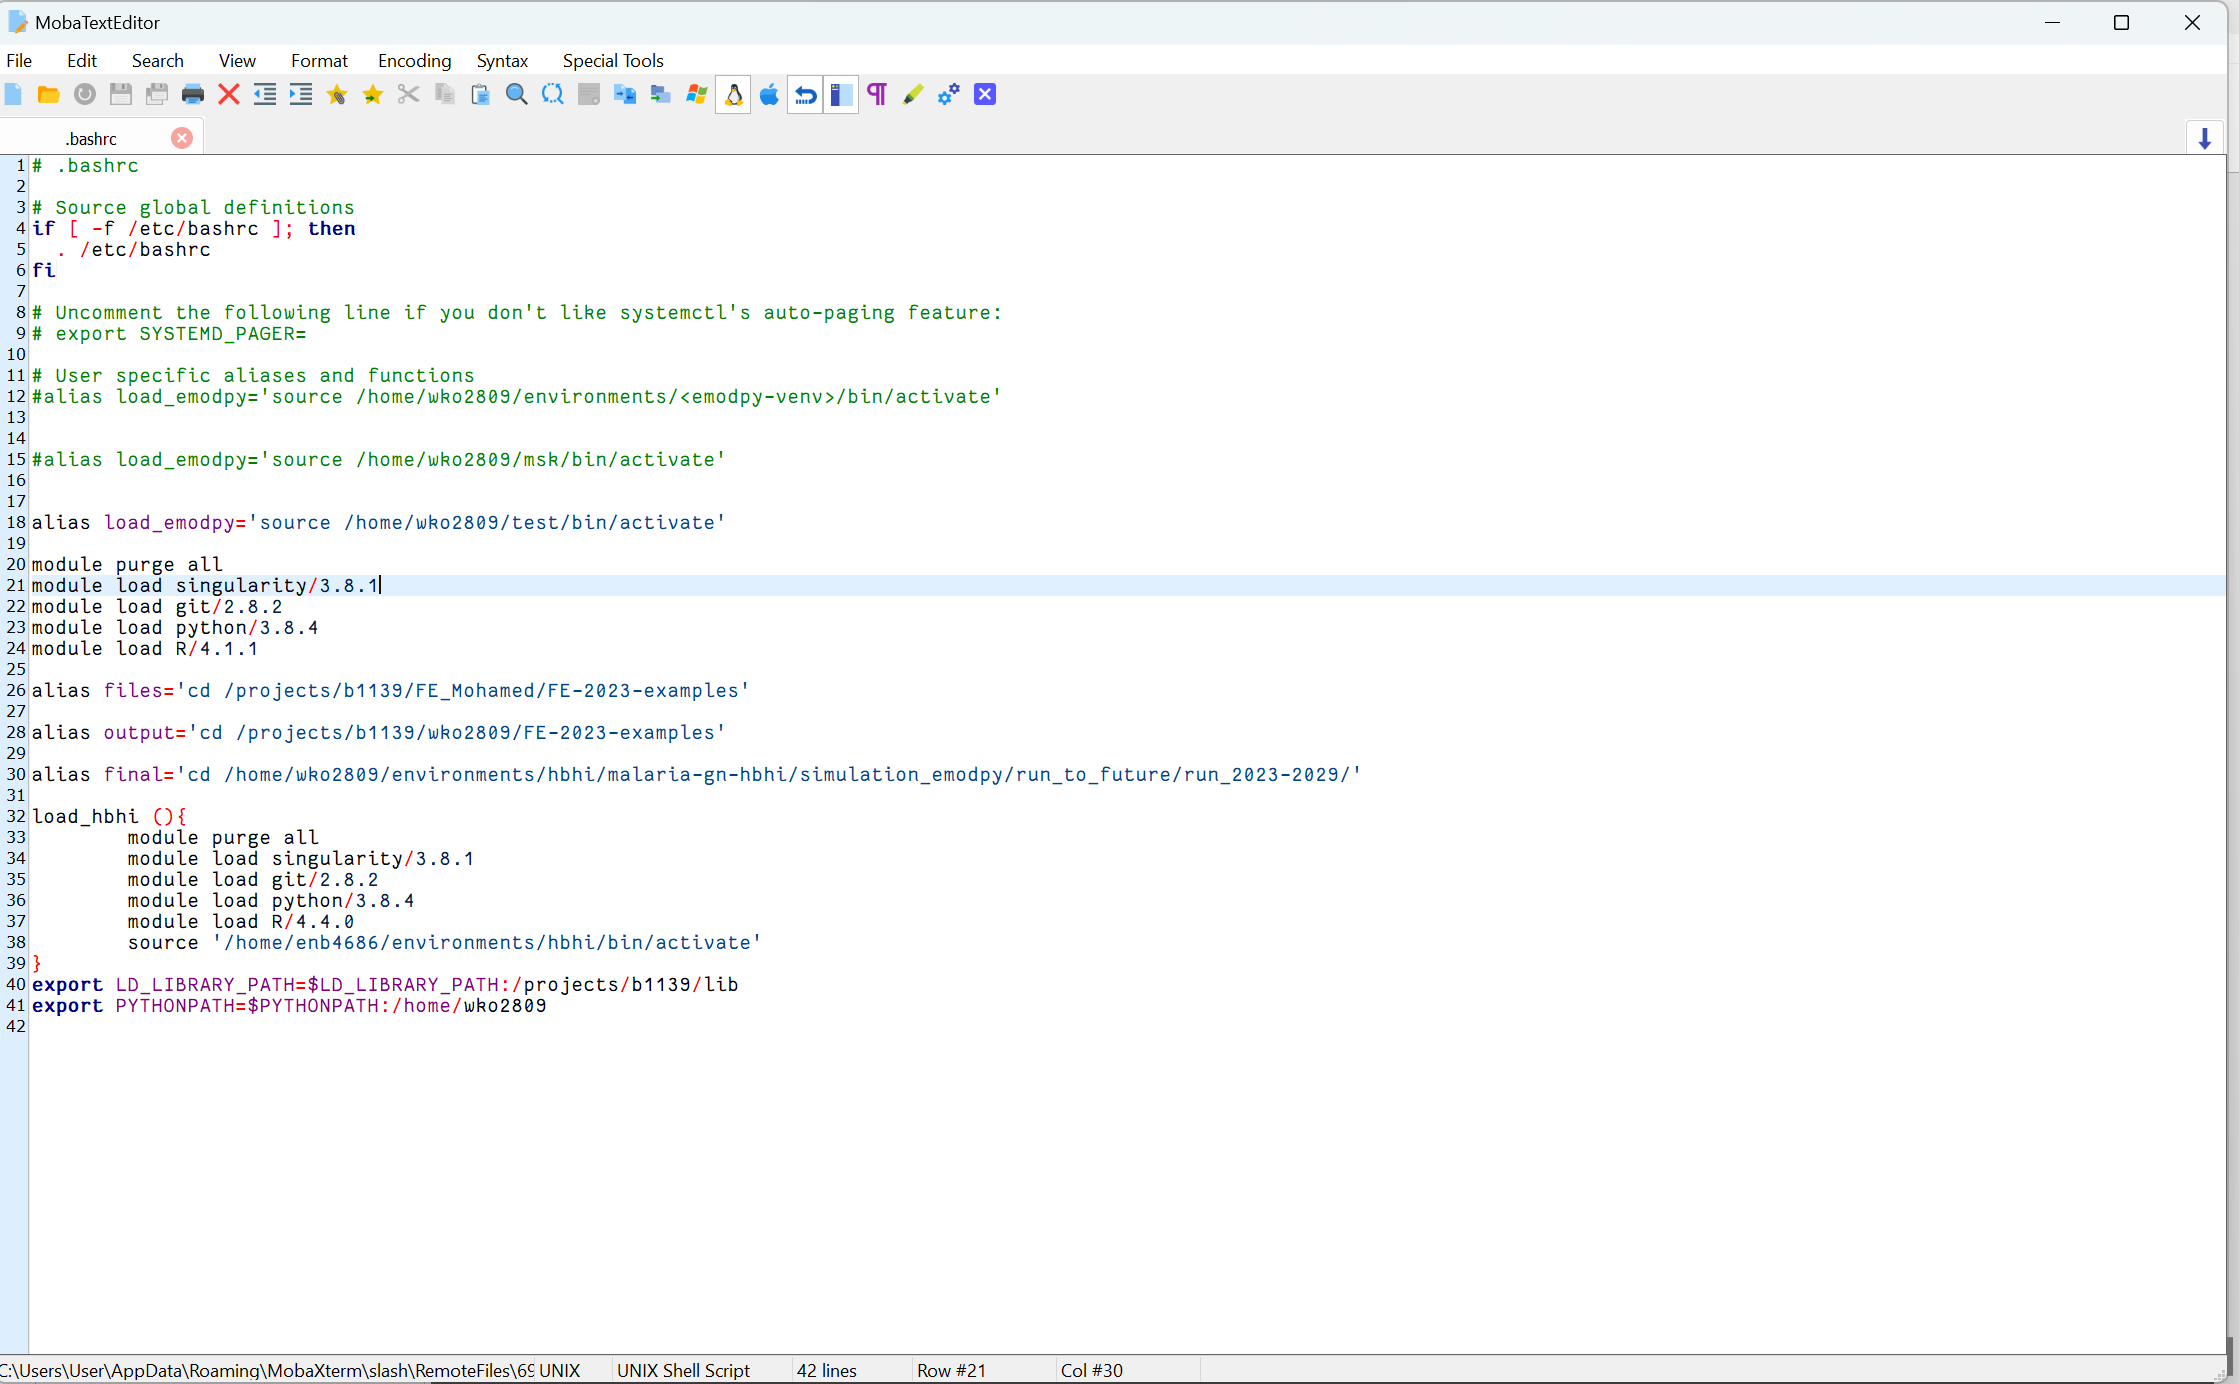 MobaTextEditor
File Edit Search View Format Encoding Syntax Special Tools
.bashrc
1 # .bashrc
2
3 # Source global definitions
4 if [ -f /etc/bashrc ]; then
5   . /etc/bashrc
6 fi
7
8 # Uncomment the following line if you don't like systemctl's auto-paging feature:
9 # export SYSTEMD_PAGER=
10
11 # User specific aliases and functions
12 #alias load_emodpy='source /home/wko2809/environments/<emodpy-venv>/bin/activate'
13
14
15 #alias load_emodpy='source /home/wko2809/msk/bin/activate'
16
17
18 alias load_emodpy='source /home/wko2809/test/bin/activate'
19
20 module purge all
21 module load singularity/3.8.1
22 module load git/2.8.2
23 module load python/3.8.4
24 module load R/4.1.1
25
26 alias files='cd /projects/b1139/FE_Mohamed/FE-2023-examples'
27
28 alias output='cd /projects/b1139/wko2809/FE-2023-examples'
29
30 alias final='cd /home/wko2809/environments/hbhi/malaria-gn-hbhi/simulation_emodpy/run_to_future/run_2023-2029/'
31
32 load_hbhi (){
33         module purge all
34         module load singularity/3.8.1
35         module load git/2.8.2
36         module load python/3.8.4
37         module load R/4.4.0
38         source '/home/enb4686/environments/hbhi/bin/activate'
39 }
40 export LD_LIBRARY_PATH=$LD_LIBRARY_PATH:/projects/b1139/lib
41 export PYTHONPATH=$PYTHONPATH:/home/wko2809
42
C:\Users\User\AppData\Roaming\MobaXterm\slash\RemoteFiles\69 UNIX UNIX Shell Script 42 lines Row #21 Col #30